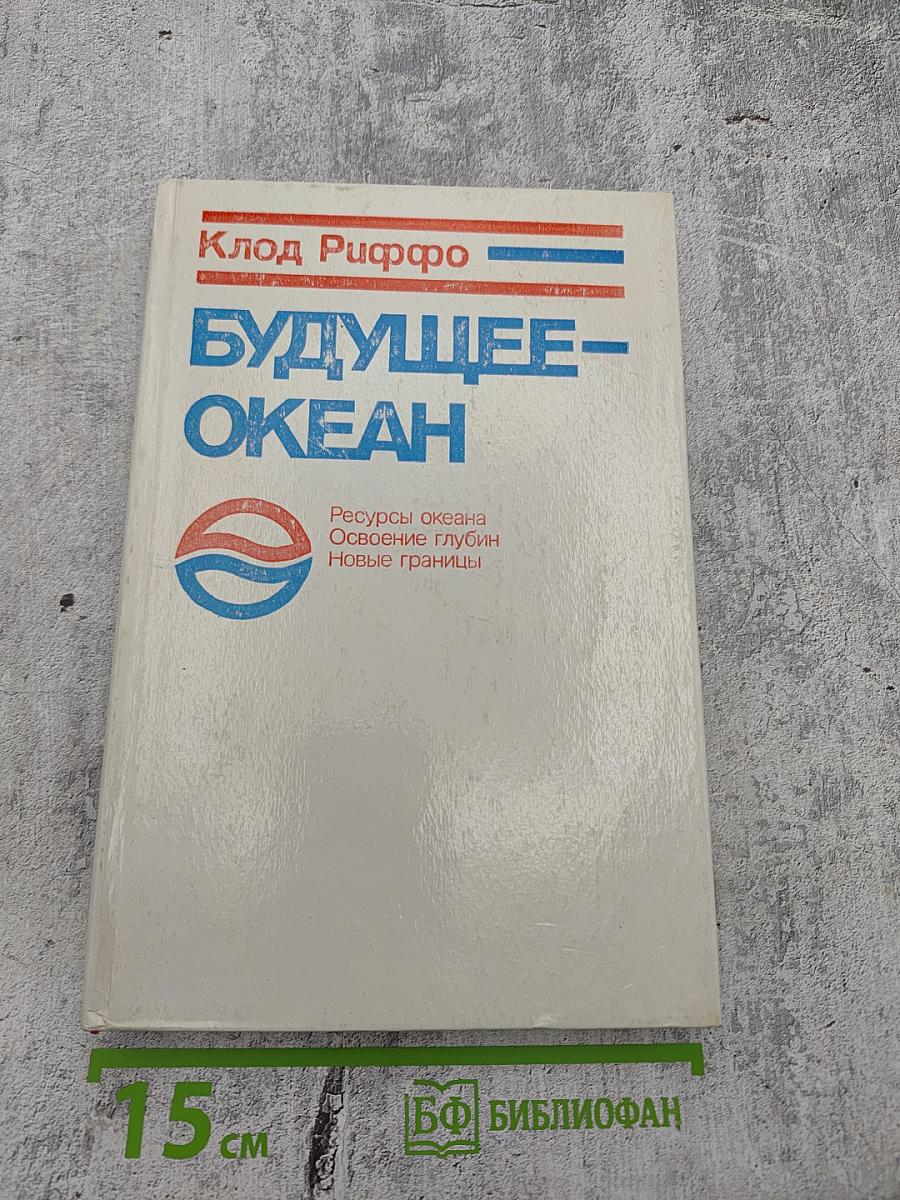 Клод Риффо
БУДУЩЕЕ–
ОКЕАН
Ресурсы океана
Освоение глубин
Новые границы
15 см
БФ БИБЛИОФАН